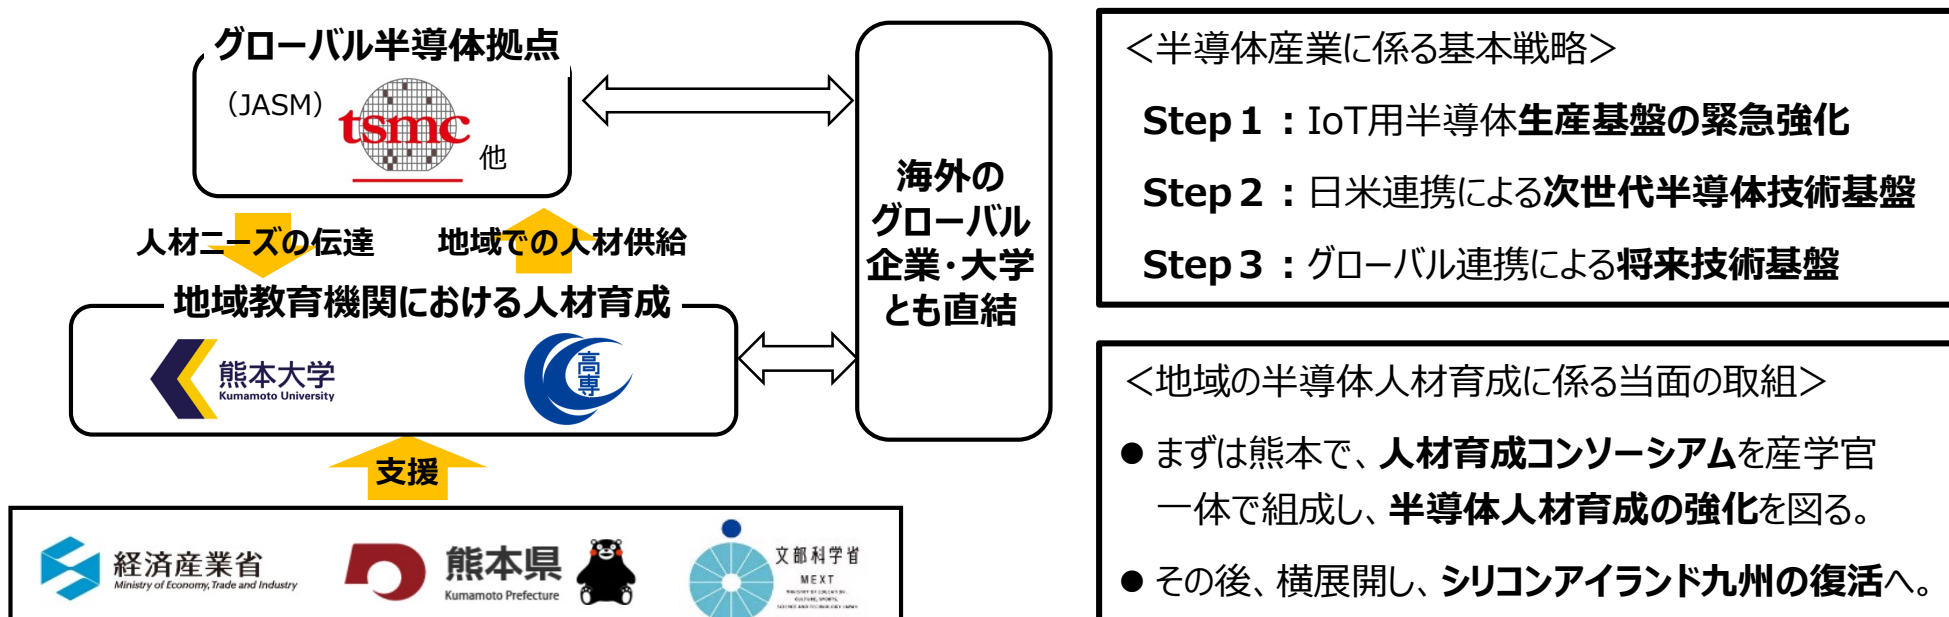 グローバル半導体拠点
（JASM）
tsmc
他
人材ニーズの伝達
地域での人材供給
地域教育機関における人材育成
熊本大学
Kumamoto University
高専
支援
経済産業省
Ministry of Economy, Trade and Industry
熊本県
Kumamoto Prefecture
文部科学省
MEXT
MINISTRY OF EDUCATION,
CULTURE, SPORTS,
SCIENCE AND TECHNOLOGY-JAPAN
海外の
グローバル
企業・大学
とも直結
＜半導体産業に係る基本戦略＞
Step１：IoT用半導体生産基盤の緊急強化
Step２：日米連携による次世代半導体技術基盤
Step３：グローバル連携による将来技術基盤
＜地域の半導体人材育成に係る当面の取組＞
● まずは熊本で、人材育成コンソーシアムを産学官
一体で組成し、半導体人材育成の強化を図る。
● その後、横展開し、シリコンアイランド九州の復活へ。